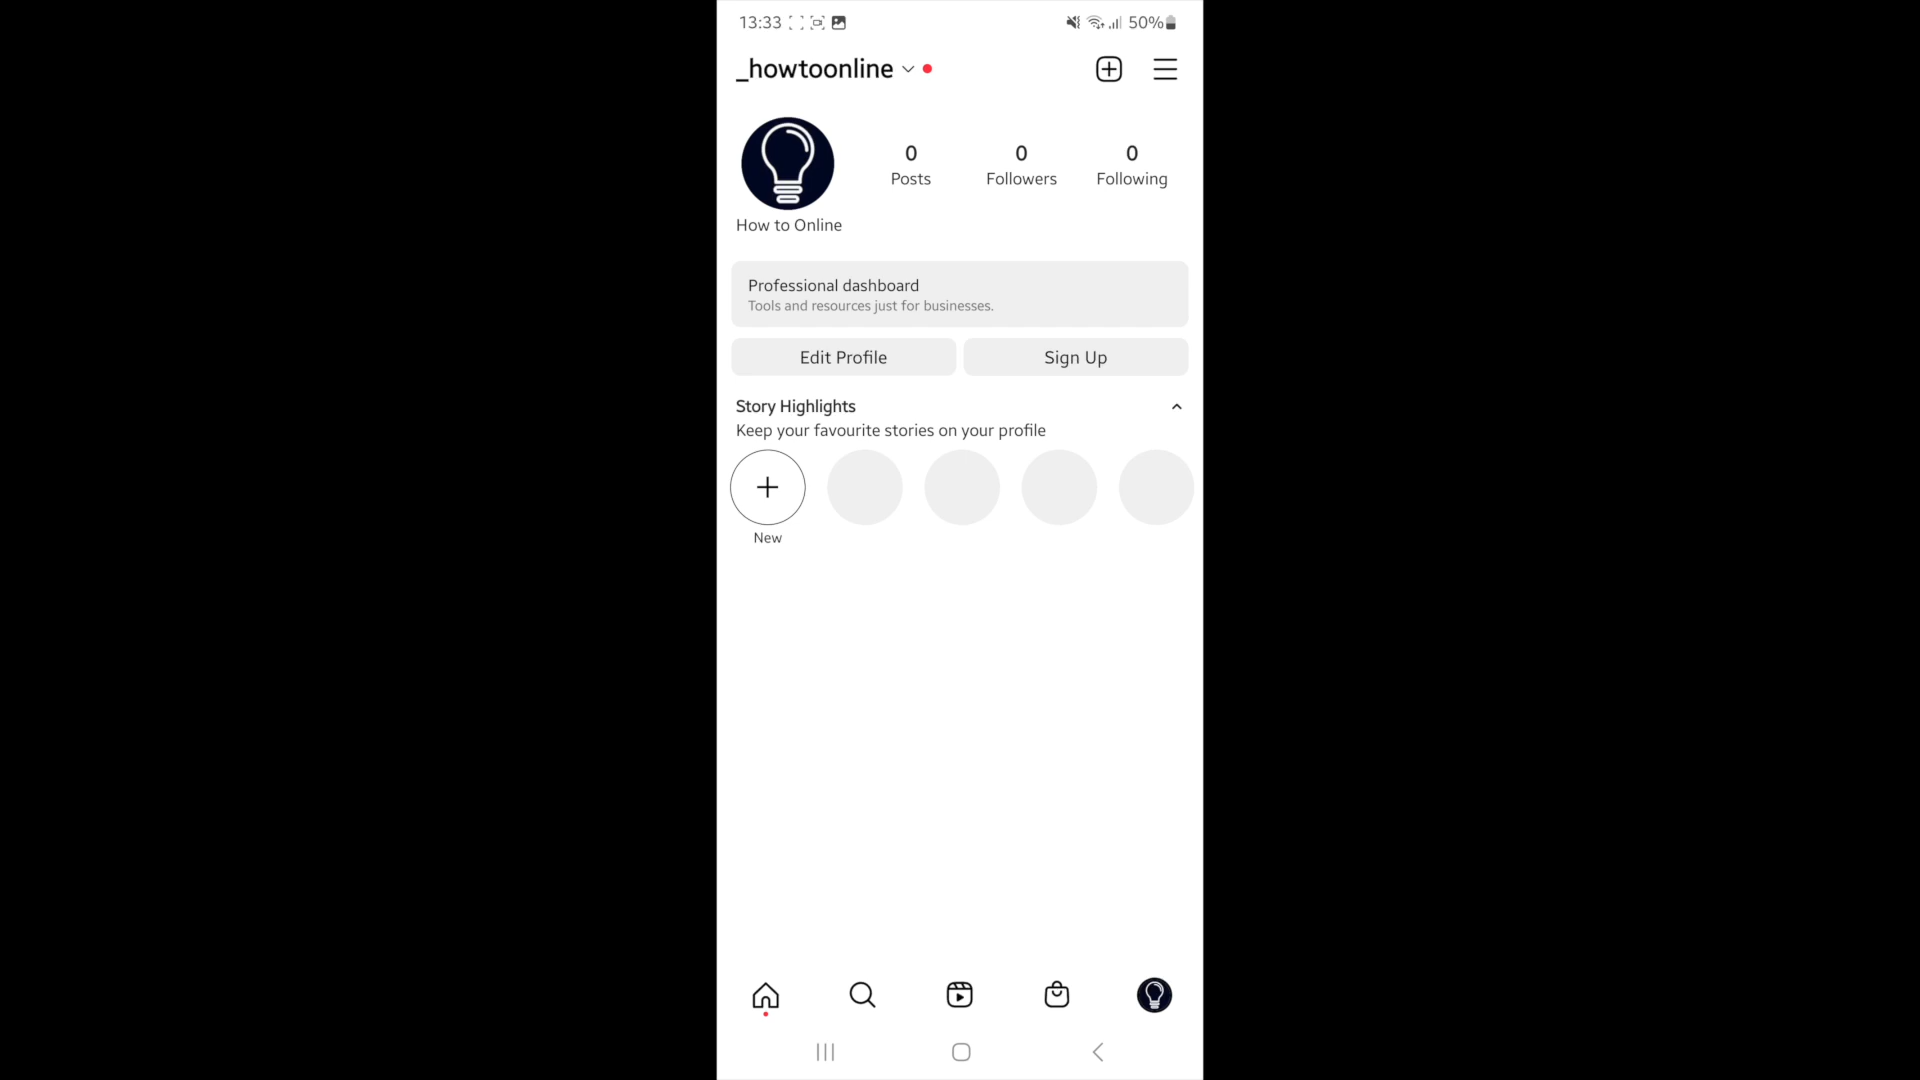 13:33 50%
_howtoonline
0 0 0
Posts Followers Following
How to Online
Professional dashboard
Tools and resources just for businesses.
Edit Profile Sign Up
Story Highlights
Keep your favourite stories on your profile
New